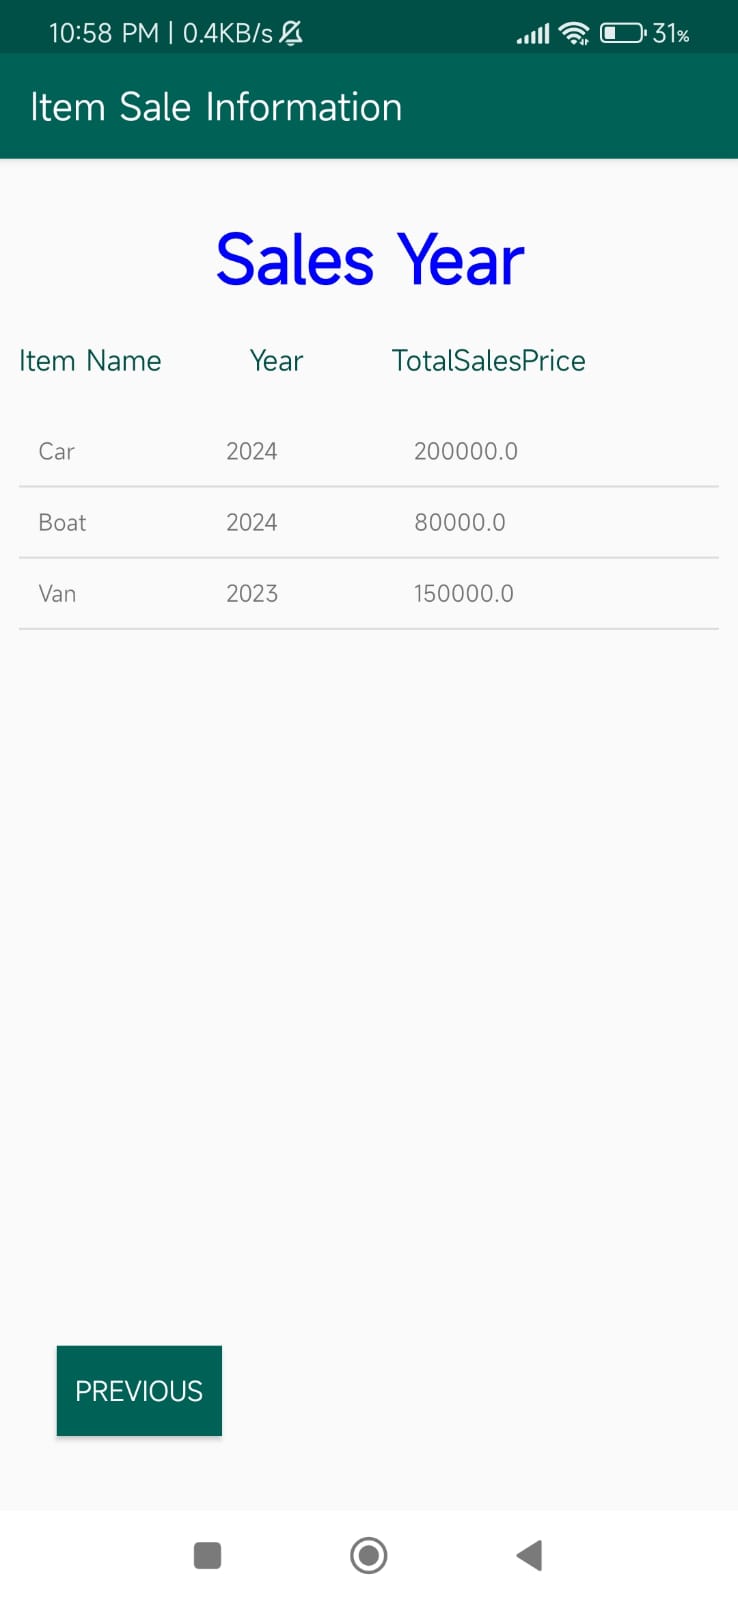 10:58 PM | 0.4KB/s 31%
Item Sale Information
Sales Year
Item Name Year TotalSalesPrice
Car 2024 200000.0
Boat 2024 80000.0
Van 2023 150000.0
PREVIOUS